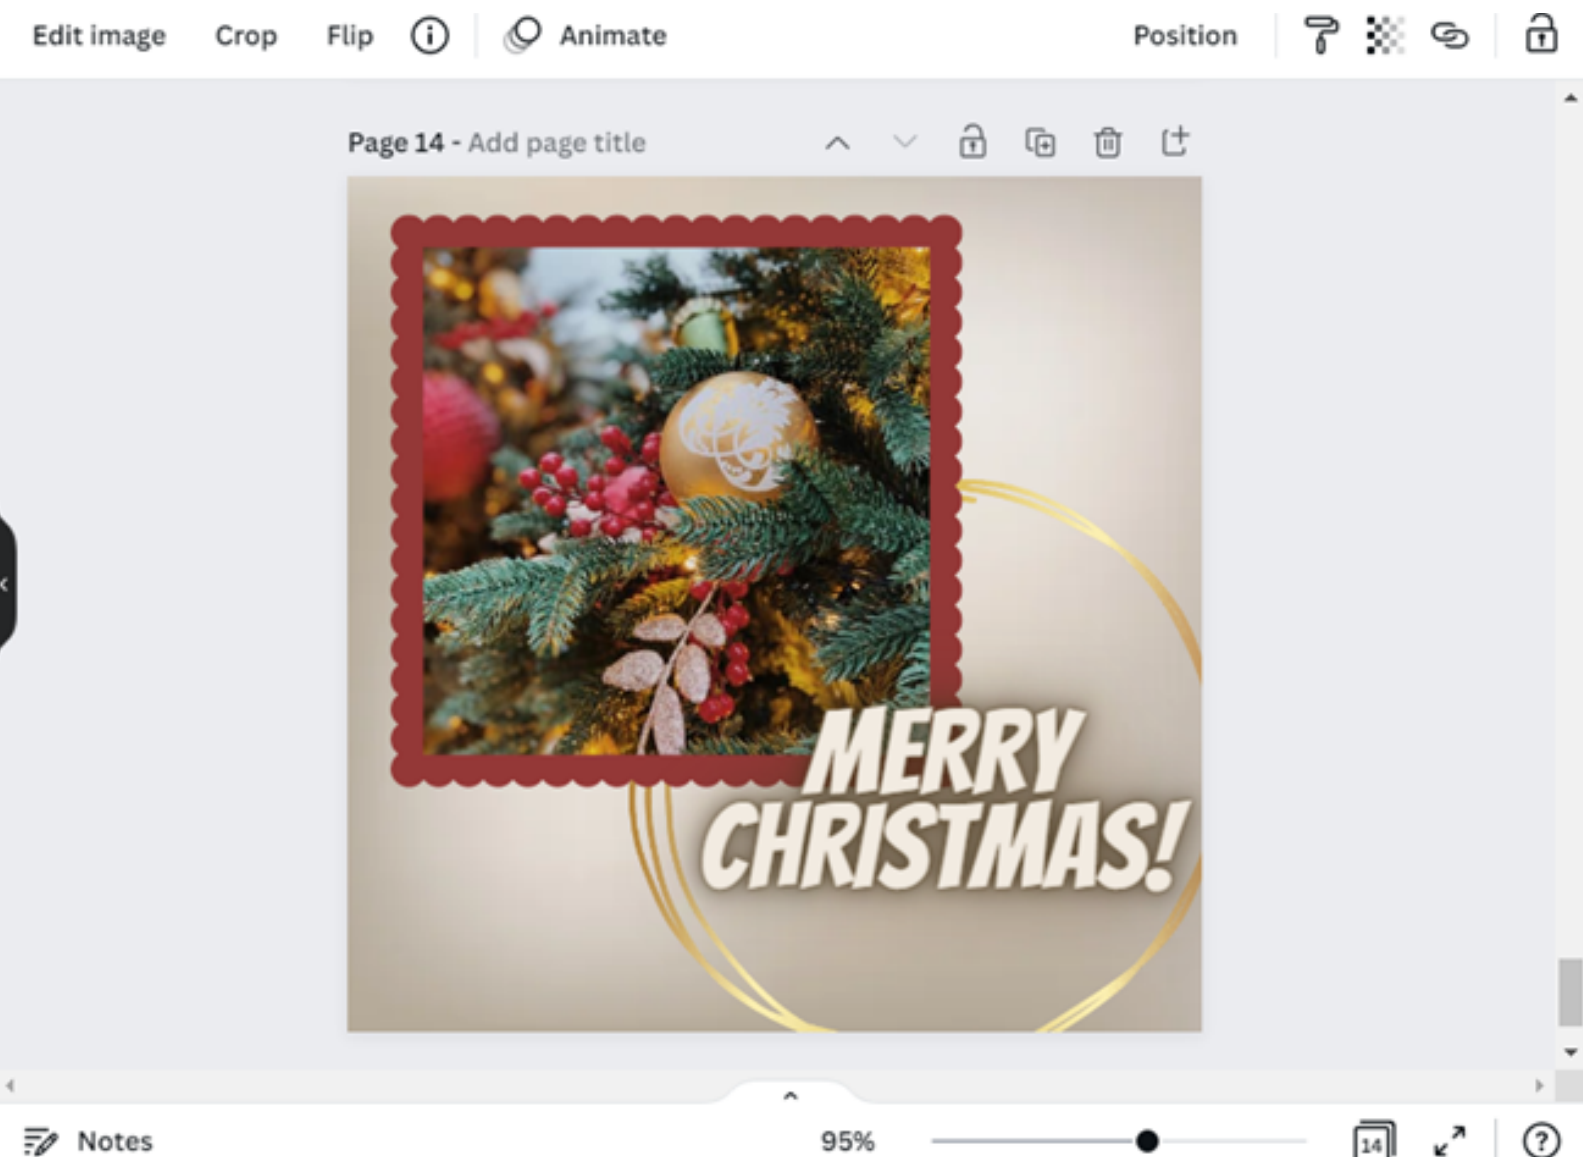 Edit image Crop Flip Animate Position
Page 14 - Add page title
MERRY
CHRISTMAS!
Notes 95% 14 ?